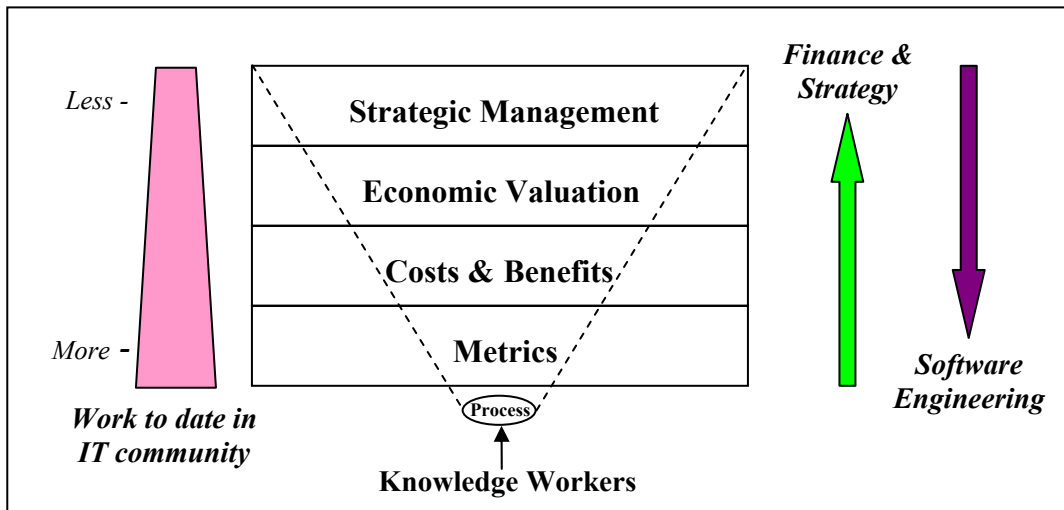 Less -
More -
Work to date in
IT community
Strategic Management
Economic Valuation
Costs & Benefits
Metrics
Process
Knowledge Workers
Finance &
Strategy
Software
Engineering